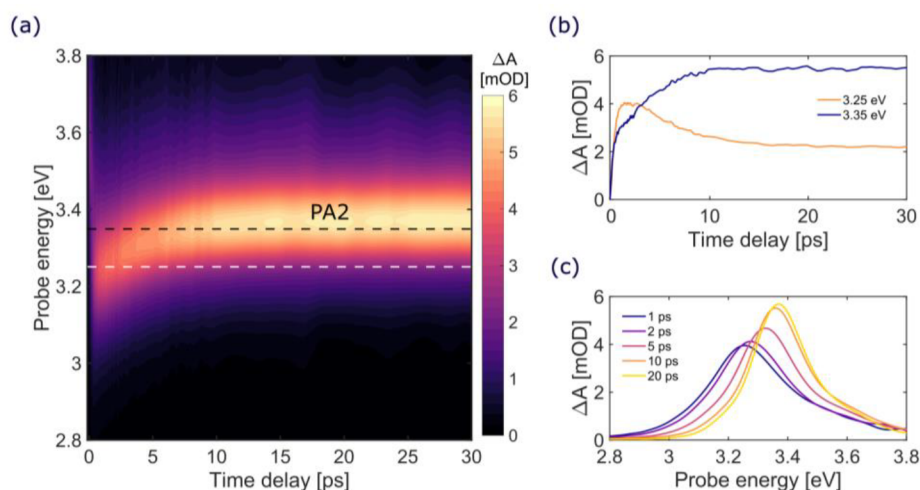 (a)
3.8
3.6
3.4
3.2
3
2.8
Probe energy [eV]
PA2
0
5
10
15
20
25
30
Time delay [ps]
ΔA
[mOD]
6
5
4
3
2
1
0
(b)
6
4
2
0
ΔA [mOD]
3.25 eV
3.35 eV
0
10
20
30
Time delay [ps]
(c)
6
4
2
0
ΔA [mOD]
1 ps
2 ps
5 ps
10 ps
20 ps
2.8
3
3.2
3.4
3.6
3.8
Probe energy [eV]